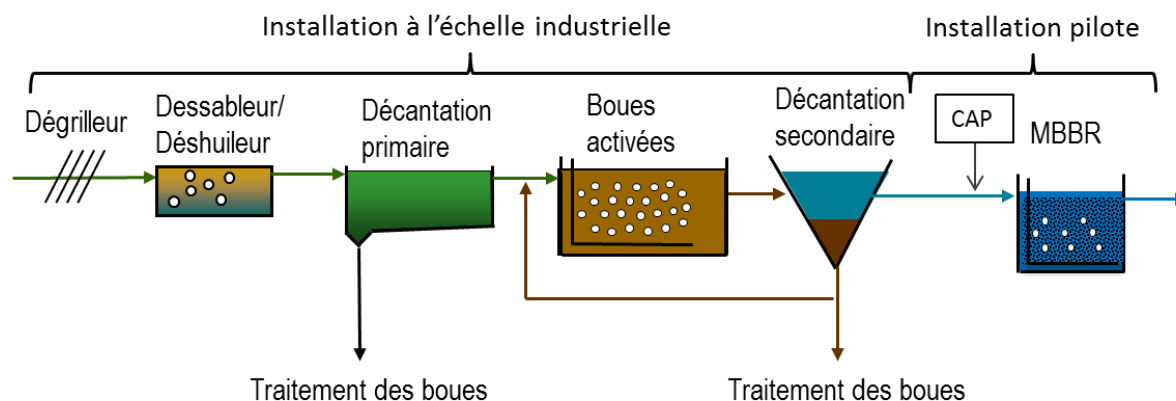 Installation à l'échelle industrielle
Installation pilote
Dégrilleur
Dessableur/
Déshuileur
Décantation
primaire
Boues
activées
Décantation
secondaire
CAP
MBBR
Traitement des boues
Traitement des boues